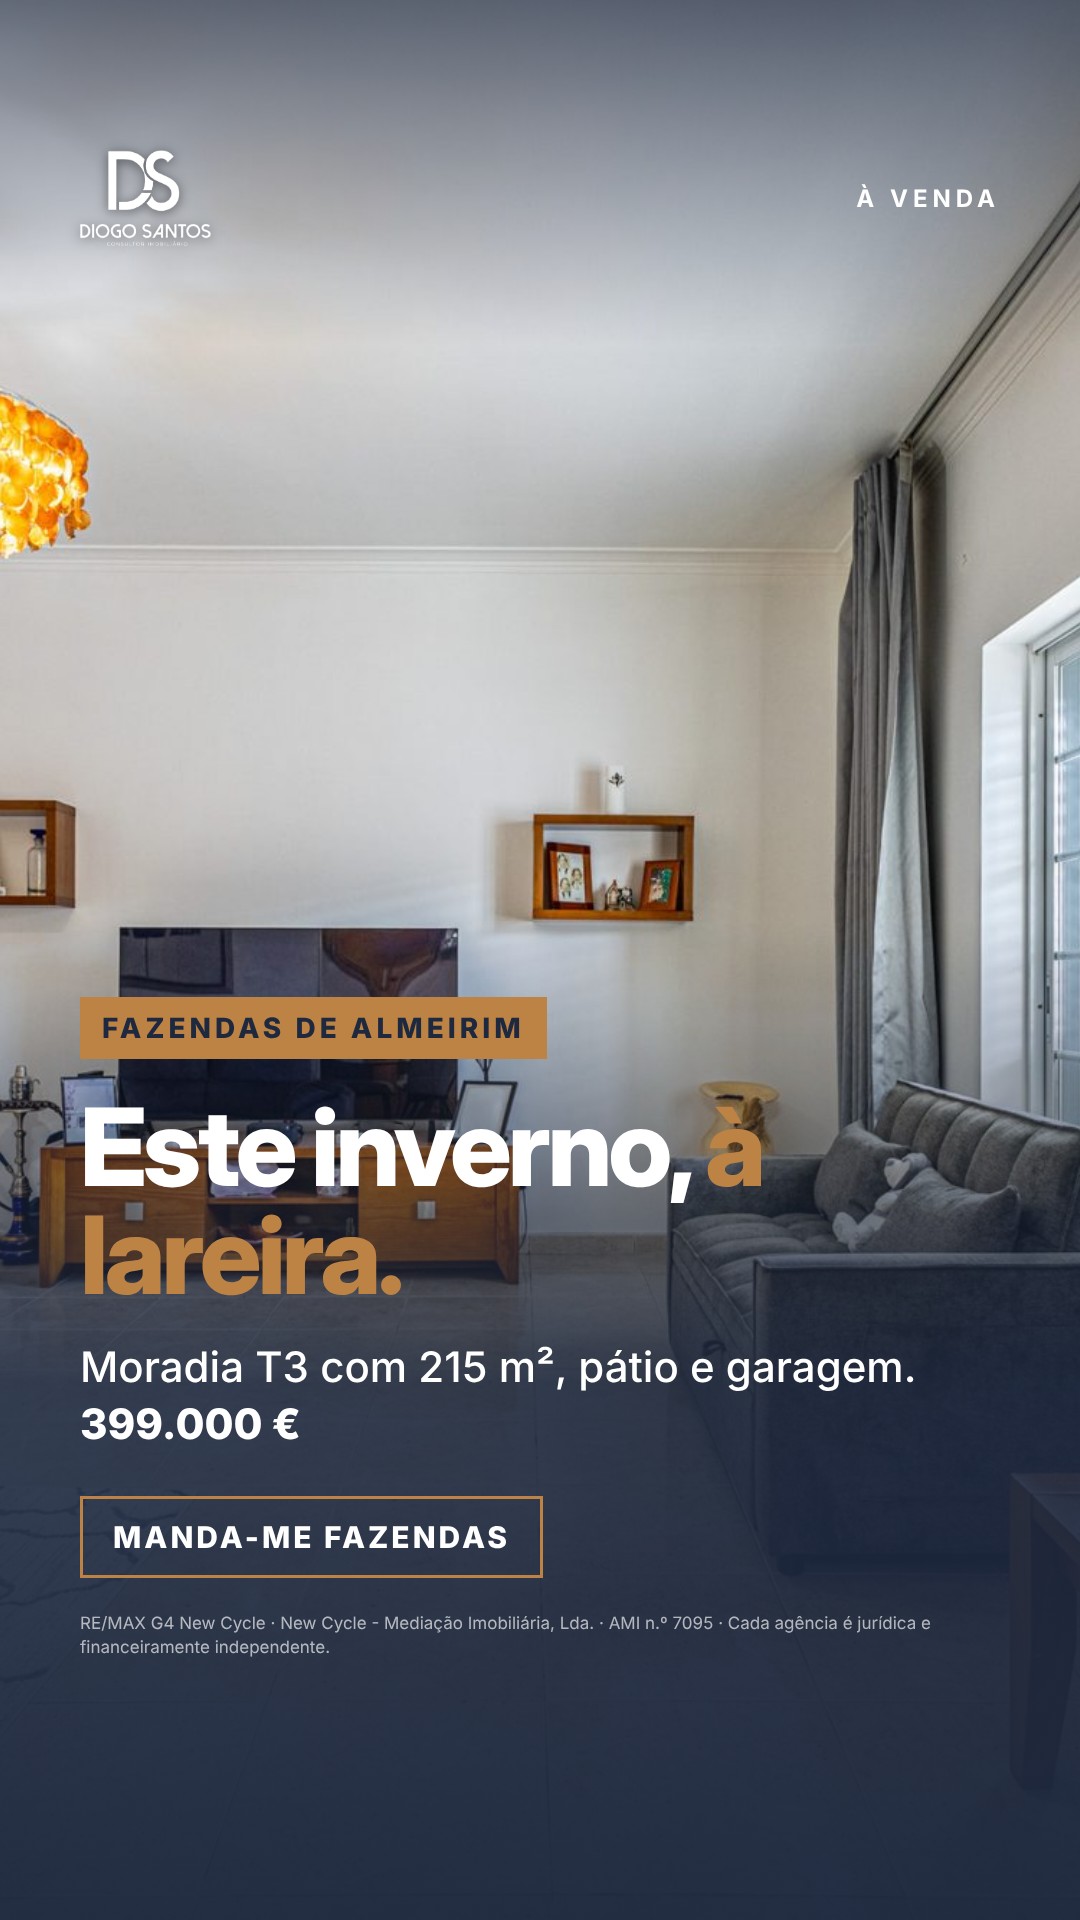 DS
DIOGO SANTOS
CONSULTOR IMOBILIÁRIO
À VENDA
FAZENDAS DE ALMEIRIM
Este inverno, à
lareira.
Moradia T3 com 215 m², pátio e garagem.
399.000 €
MANDA-ME FAZENDAS
RE/MAX G4 New Cycle · New Cycle - Mediação Imobiliária, Lda. · AMI n.º 7095 · Cada agência é jurídica e
financeiramente independente.